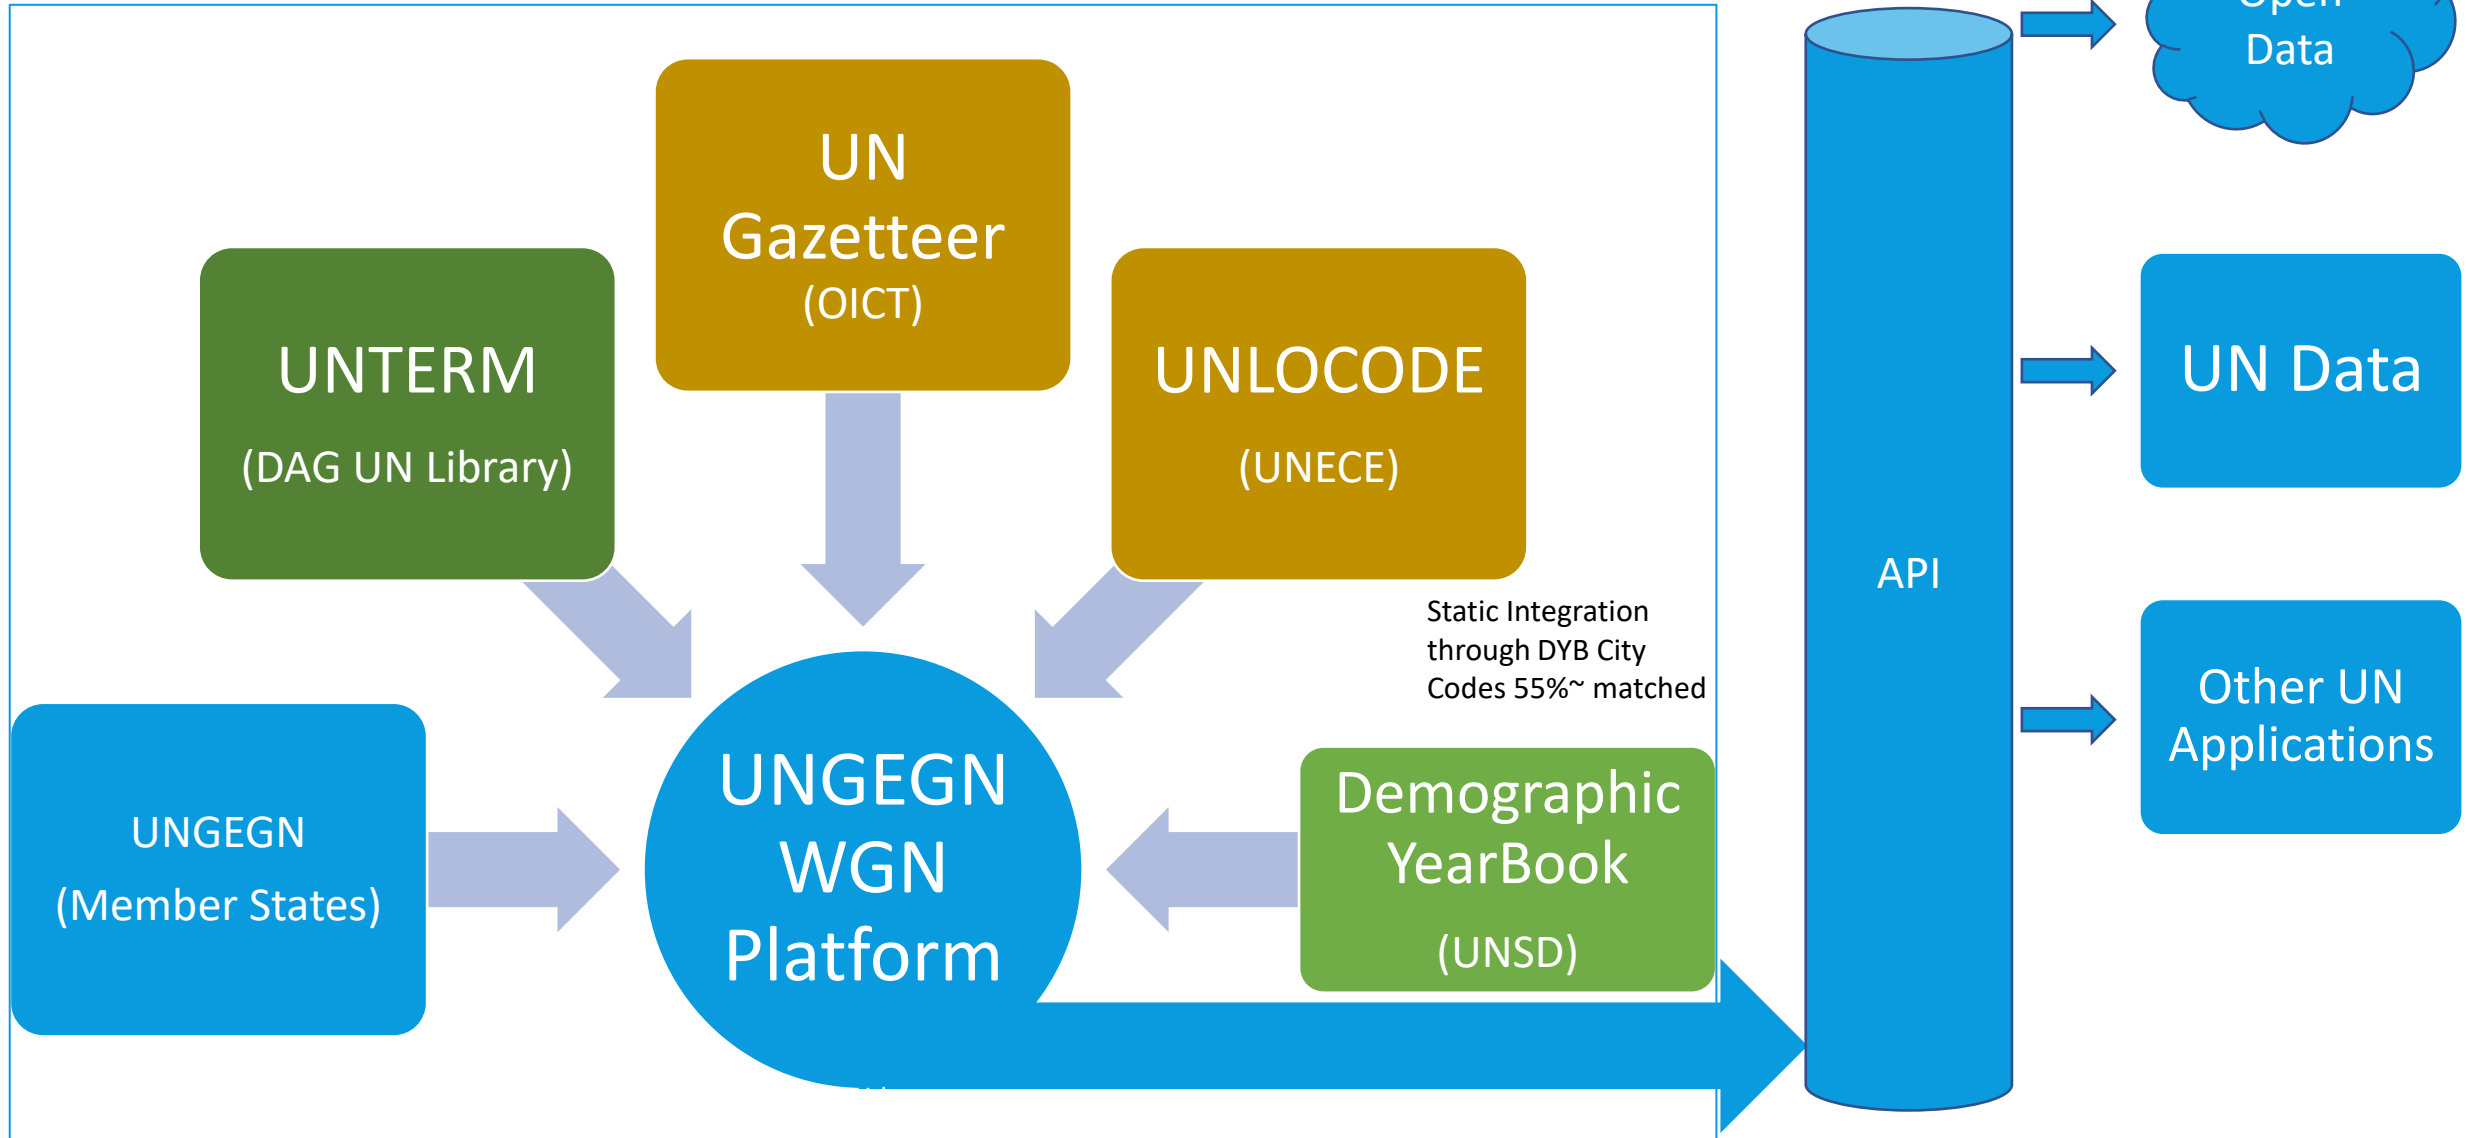 UN
Gazetteer
(OICT)
UNTERM
(DAG UN Library)
UNLOCODE
(UNECE)
Static Integration
through DYB City
Codes 55%~ matched
UNGEGN
(Member States)
UNGEGN
WGN
Platform
Demographic
YearBook
(UNSD)
API
Open
Data
UN Data
Other UN
Applications